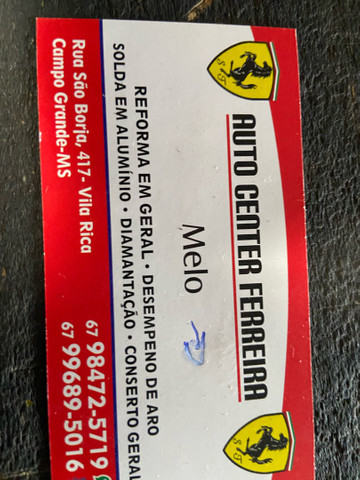 S F
AUTO CENTER FERREIRA
S F
Melo
REFORMA EM GERAL • DESEMPENO DE ARO
SOLDA EM ALUMÍNIO • DIAMANTAÇÃO • CONSERTO GERAL
Rua São Borja, 417- Vila Rica
Campo Grande-MS
67 98472-5719
67 99689-5016